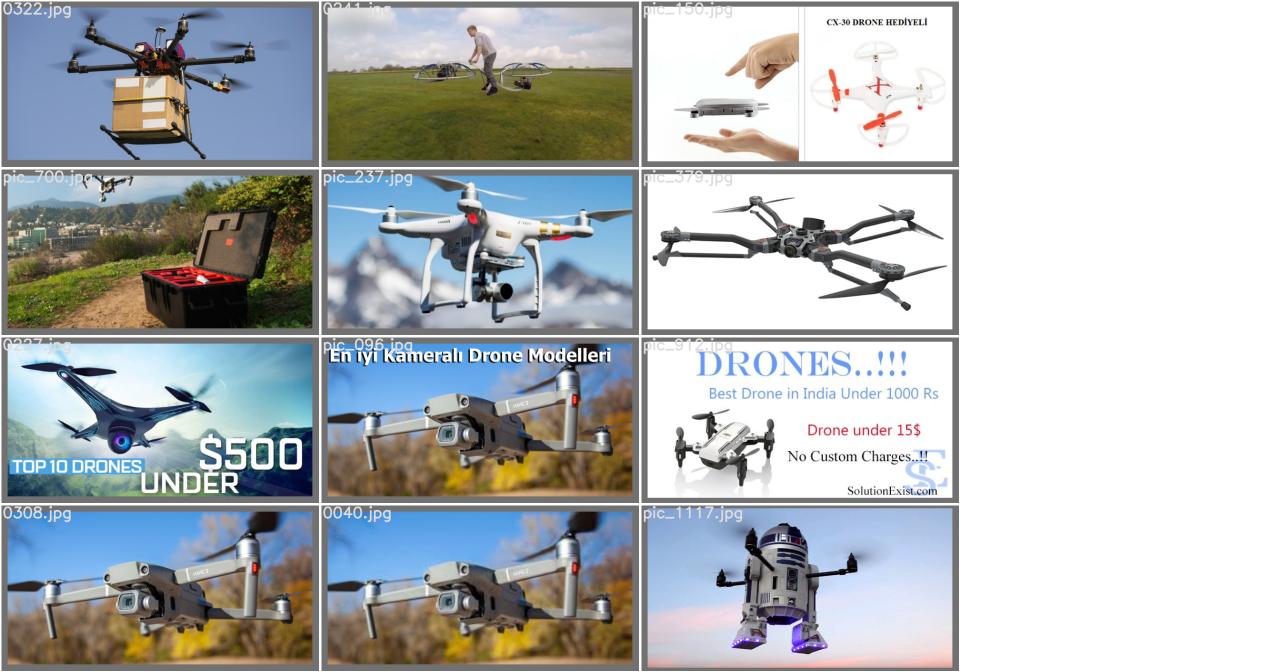 0322.jpg
0241.jpg
pic_150.jpg
CX-30 DRONE HEDİYELİ
pic_700.jpg
pic_237.jpg
pic_379.jpg
0227.jpg
TOP 10 DRONES
$500
UNDER
pic_096.jpg
En iyi Kameralı Drone Modelleri
pic_912.jpg
DRONES..!!!
Best Drone in India Under 1000 Rs
Drone under 15$
No Custom Charges..!!
SE
SolutionExist.com
0308.jpg
0040.jpg
pic_1117.jpg